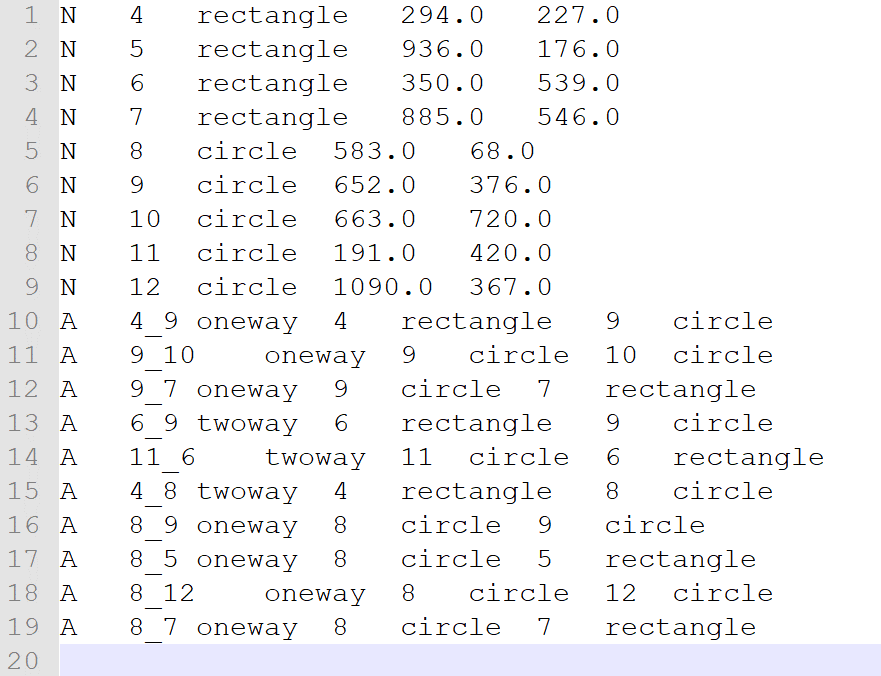 1 N 4 rectangle 294.0 227.0
2 N 5 rectangle 936.0 176.0
3 N 6 rectangle 350.0 539.0
4 N 7 rectangle 885.0 546.0
5 N 8 circle 583.0 68.0
6 N 9 circle 652.0 376.0
7 N 10 circle 663.0 720.0
8 N 11 circle 191.0 420.0
9 N 12 circle 1090.0 367.0
10 A 4_9 oneway 4 rectangle 9 circle
11 A 9_10 oneway 9 circle 10 circle
12 A 9_7 oneway 9 circle 7 rectangle
13 A 6_9 twoway 6 rectangle 9 circle
14 A 11_6 twoway 11 circle 6 rectangle
15 A 4_8 twoway 4 rectangle 8 circle
16 A 8_9 oneway 8 circle 9 circle
17 A 8_5 oneway 8 circle 5 rectangle
18 A 8_12 oneway 8 circle 12 circle
19 A 8_7 oneway 8 circle 7 rectangle
20